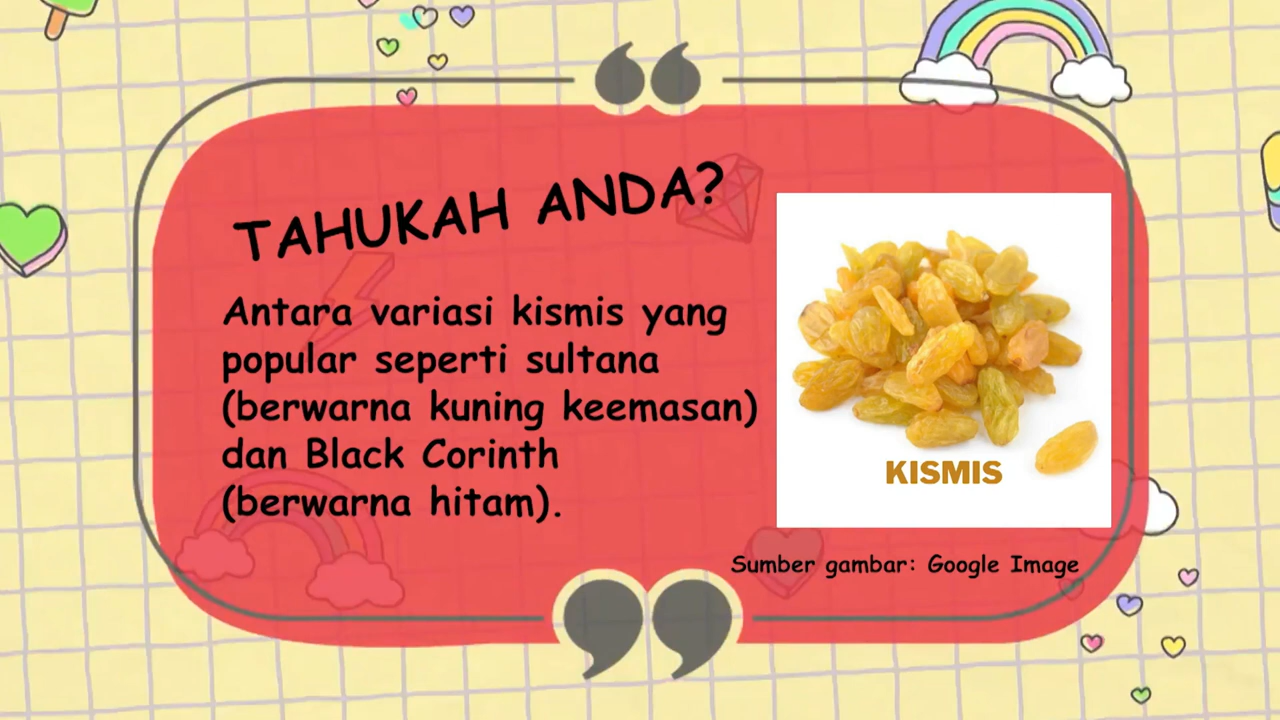 TAHUKAH ANDA?
Antara variasi kismis yang
popular seperti sultana
(berwarna kuning keemasan)
dan Black Corinth
(berwarna hitam).
KISMIS
Sumber gambar: Google Image